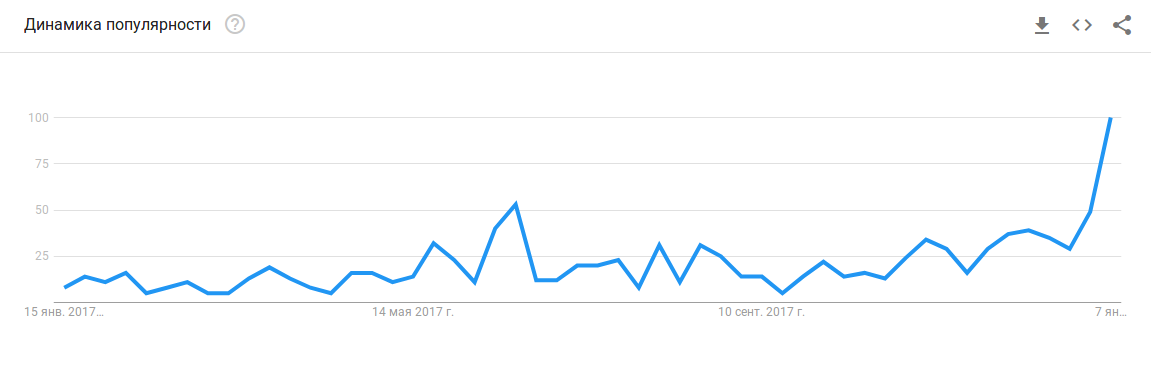 Динамика популярности
100
75
50
25
15 янв. 2017…
14 мая 2017 г.
10 сент. 2017 г.
7 ян…